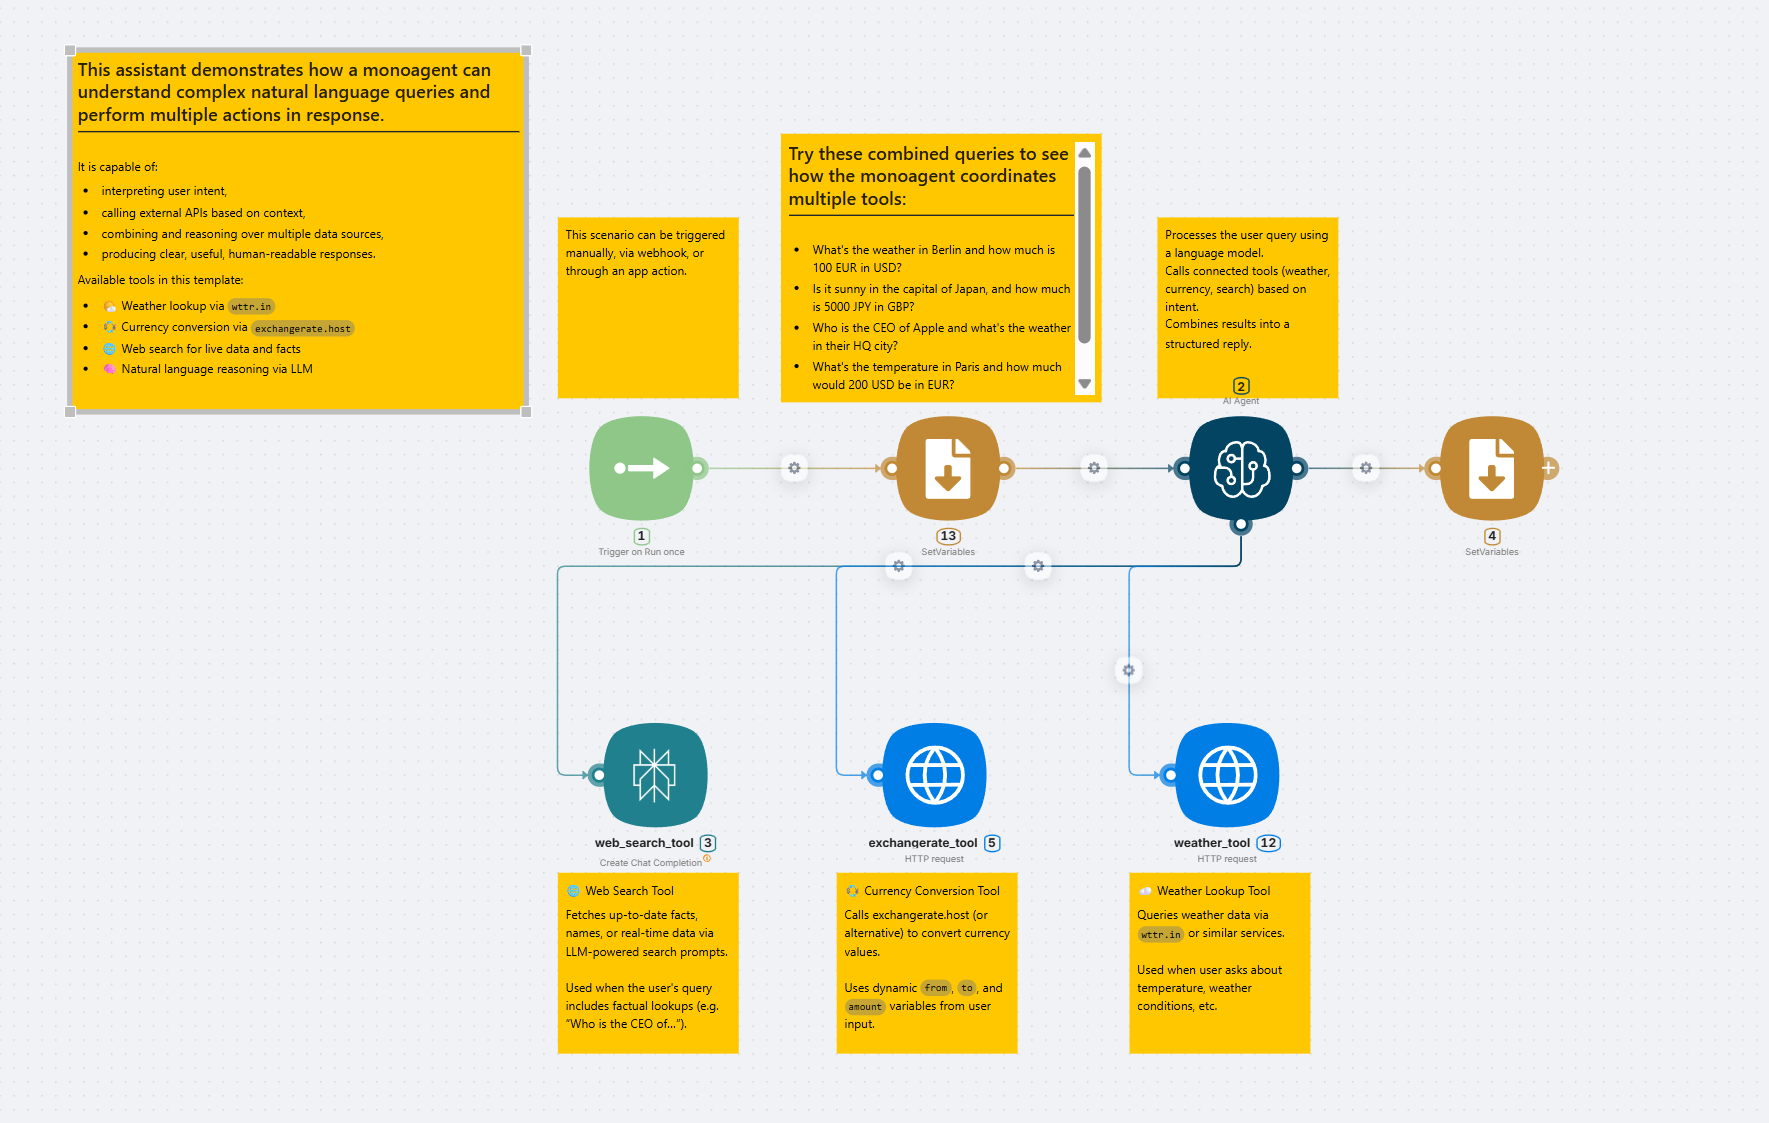 This assistant demonstrates how a monoagent can
understand complex natural language queries and
perform multiple actions in response.
It is capable of:
• interpreting user intent,
• calling external APIs based on context,
• combining and reasoning over multiple data sources,
• producing clear, useful, human-readable responses.
Available tools in this template:
• Weather lookup via wttr.in
• Currency conversion via exchangerate.host
• Web search for live data and facts
• Natural language reasoning via LLM
This scenario can be triggered
manually, via webhook, or
through an app action.
Try these combined queries to see
how the monoagent coordinates
multiple tools:
• What's the weather in Berlin and how much is
100 EUR in USD?
• Is it sunny in the capital of Japan, and how much
is 5000 JPY in GBP?
• Who is the CEO of Apple and what's the weather
in their HQ city?
• What's the temperature in Paris and how much
would 200 USD be in EUR?
Processes the user query using
a language model.
Calls connected tools (weather,
currency, search) based on
intent.
Combines results into a
structured reply.
2
AI Agent
1
Trigger on Run once
13
SetVariables
4
SetVariables
web_search_tool 3
Create Chat Completion
exchangerate_tool 5
HTTP request
weather_tool 12
HTTP request
Web Search Tool
Fetches up-to-date facts,
names, or real-time data via
LLM-powered search prompts.
Used when the user's query
includes factual lookups (e.g.
“Who is the CEO of...”).
Currency Conversion Tool
Calls exchangerate.host (or
alternative) to convert currency
values.
Uses dynamic from, to, and
amount variables from user
input.
Weather Lookup Tool
Queries weather data via
wttr.in or similar services.
Used when user asks about
temperature, weather
conditions, etc.